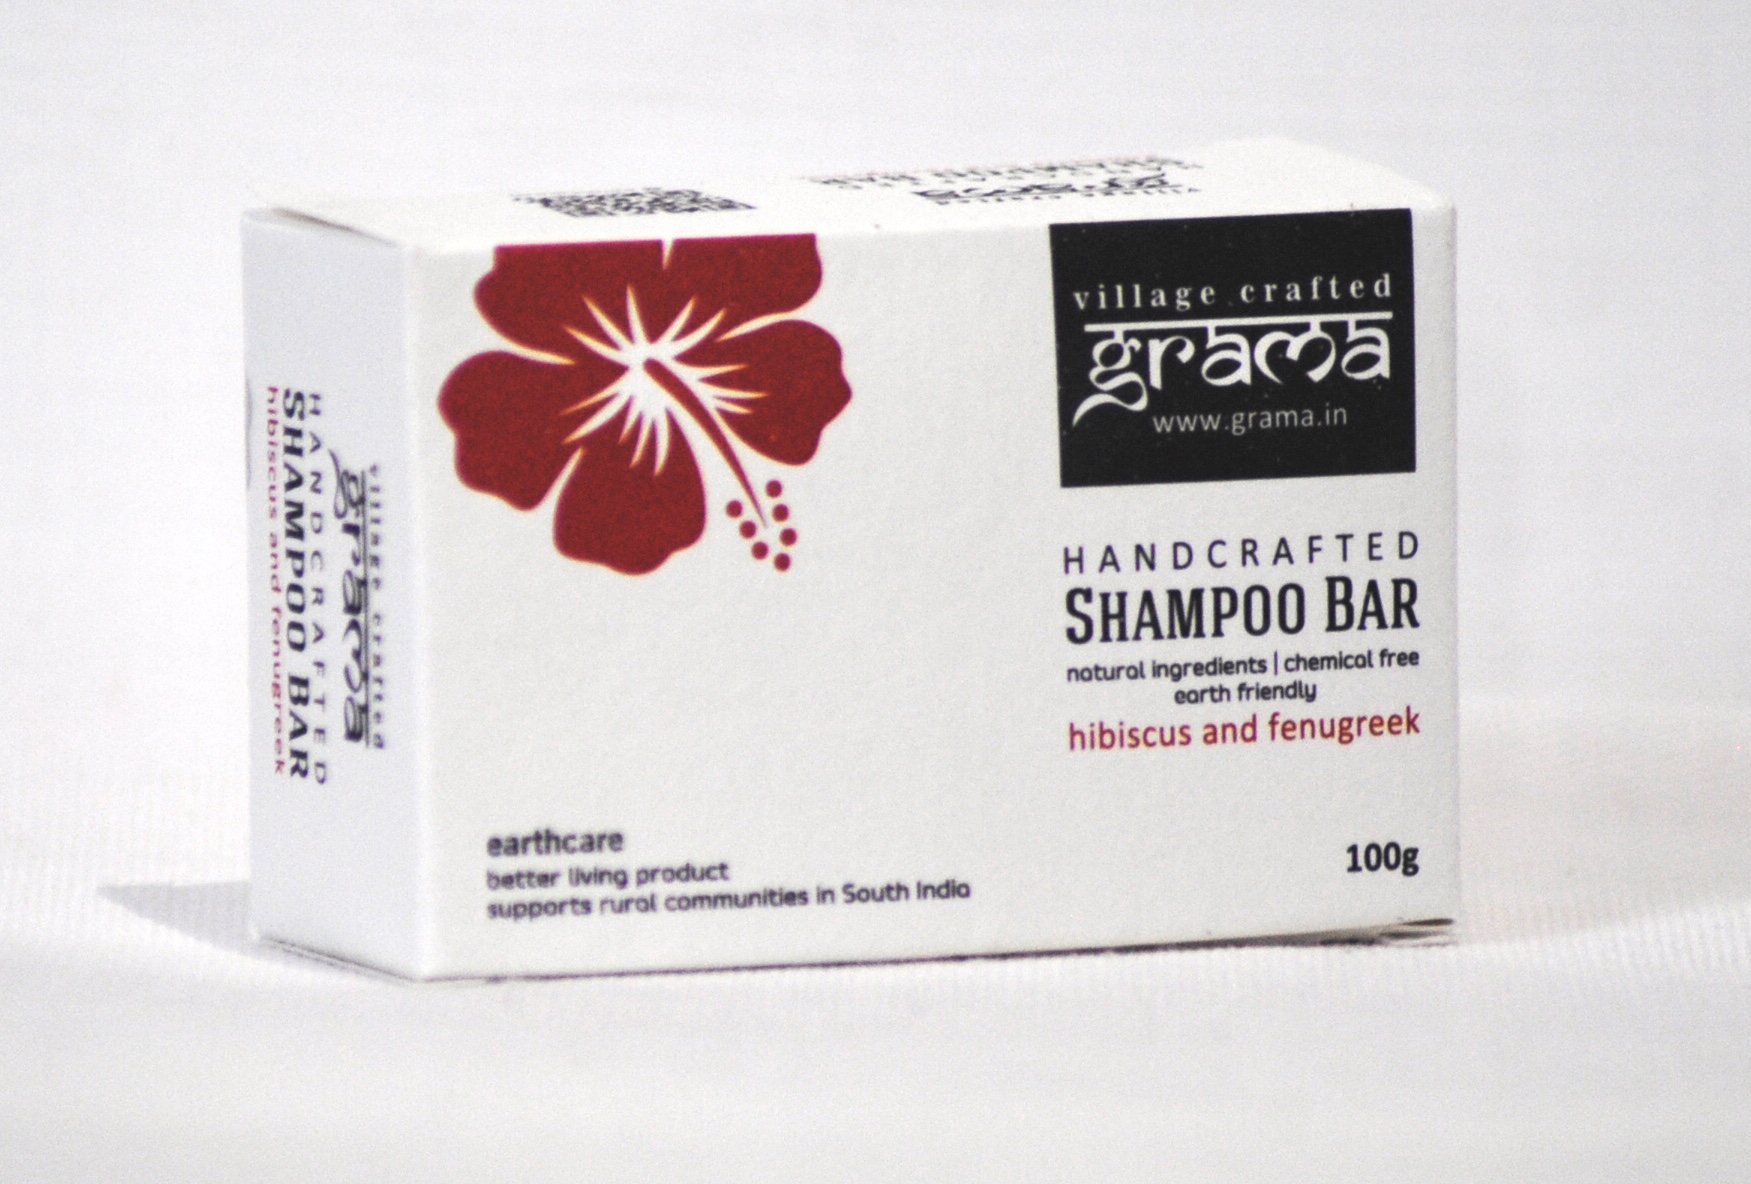 village crafted
grama
www.grama.in
HANDCRAFTED
SHAMPOO BAR
natural ingredients | chemical free
earth friendly
hibiscus and fenugreek
100g
earthcare
better living product
supports rural communities in South India
village crafted
grama
HANDCRAFTED
SHAMPOO BAR
hibiscus and fenugreek